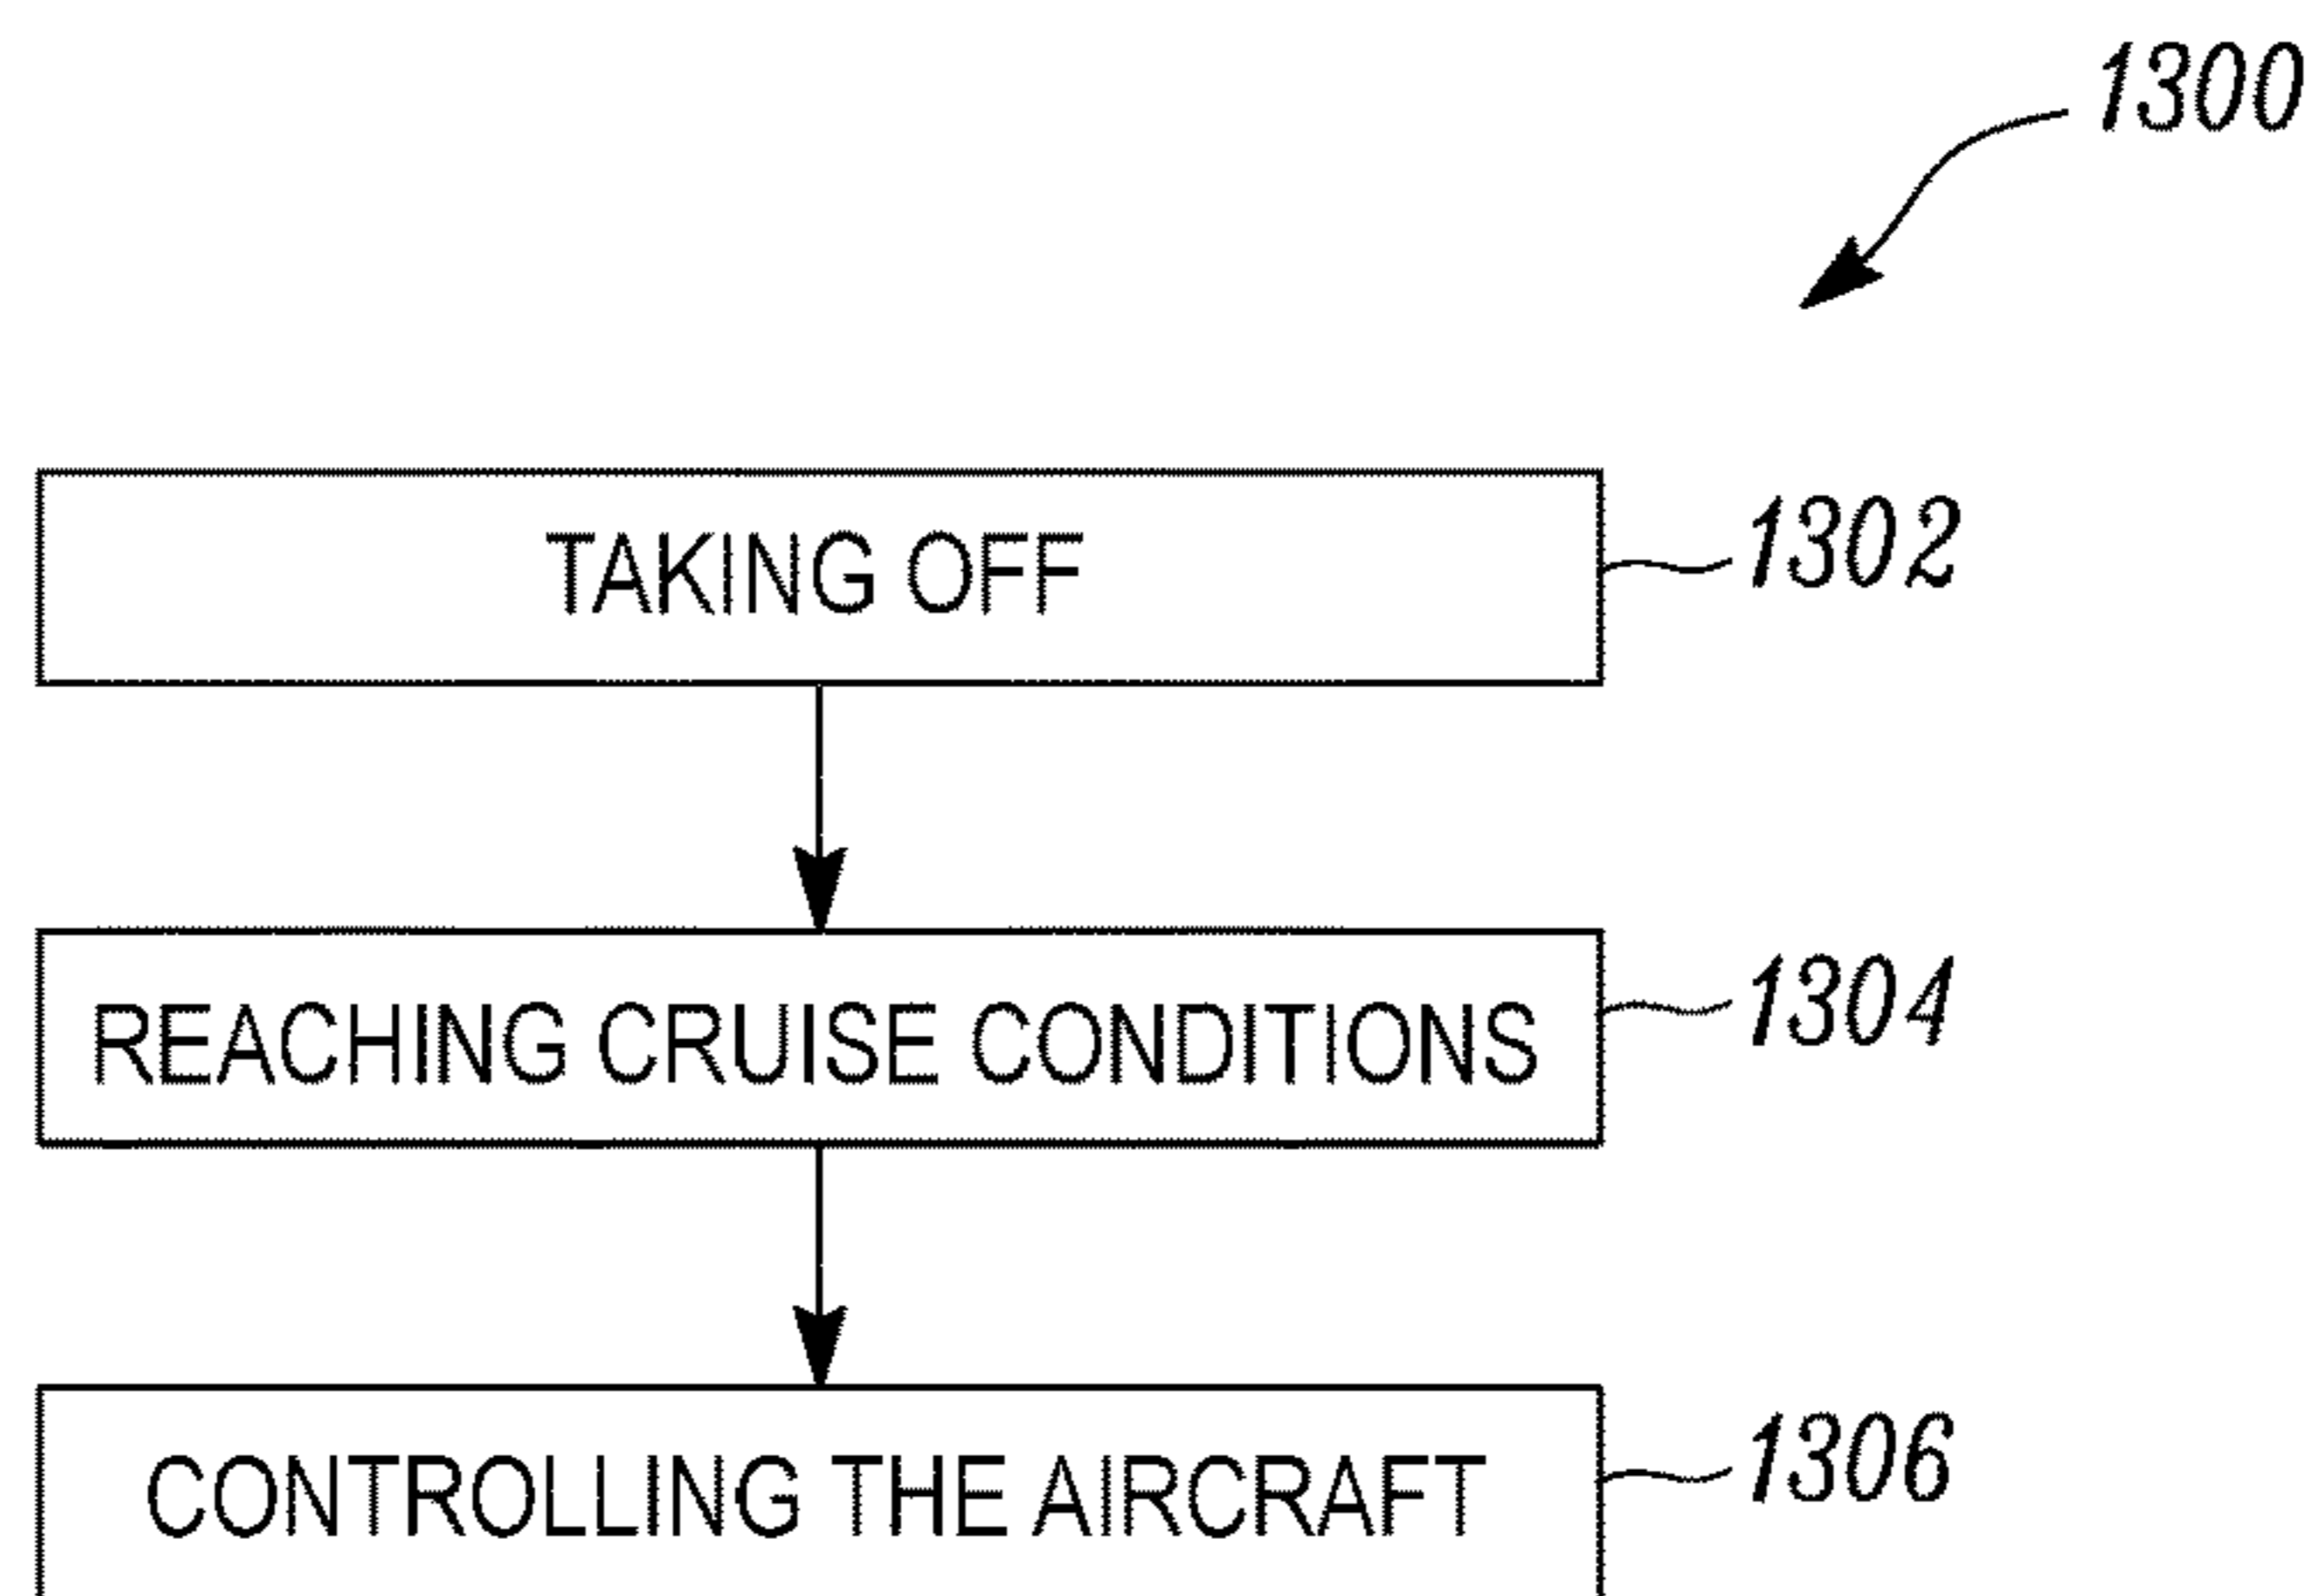 1300
TAKING OFF
1302
REACHING CRUISE CONDITIONS
1304
CONTROLLING THE AIRCRAFT
1306